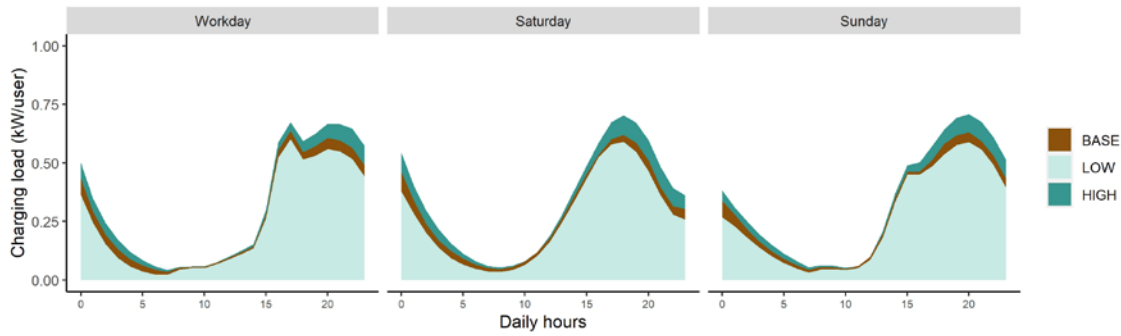 Workday Saturday Sunday
1.00
0.75
0.50
0.25
0.00
Charging load (kW/user)
0 5 10 15 20 0 5 10 15 20 0 5 10 15 20
Daily hours
BASE
LOW
HIGH